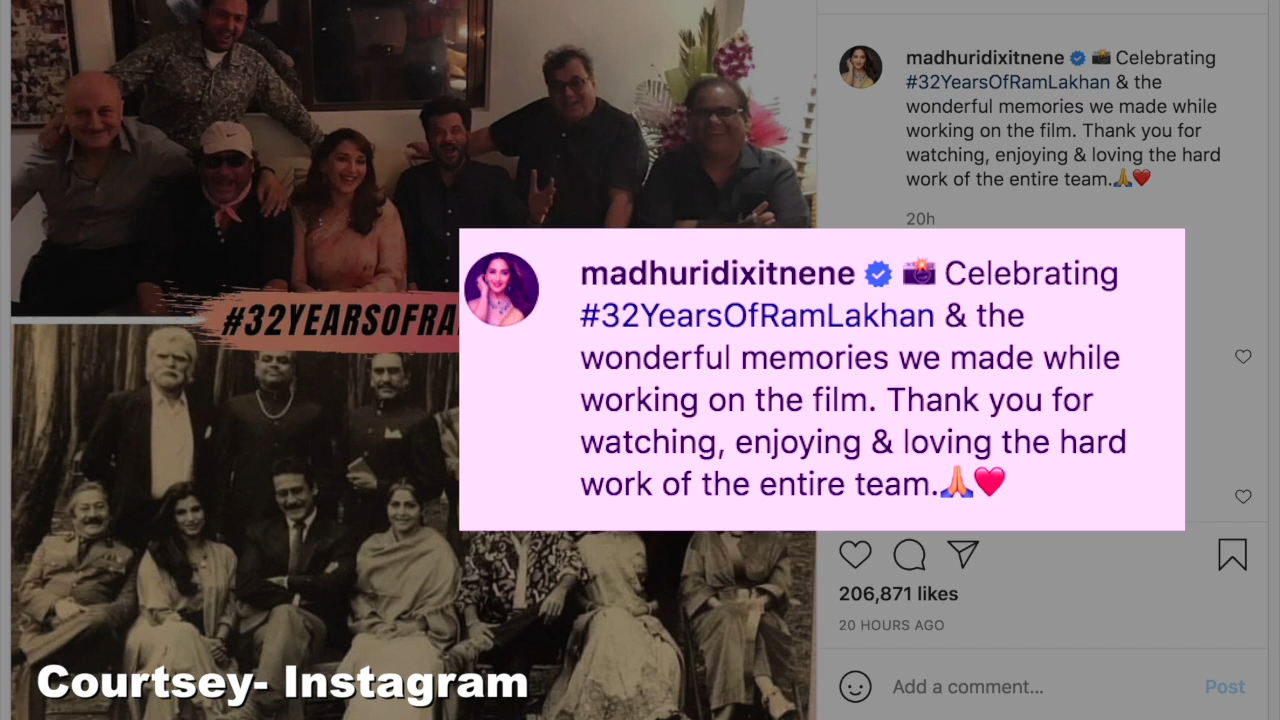 madhuridixitnene 📸 Celebrating
#32YearsOfRamLakhan & the
wonderful memories we made while
working on the film. Thank you for
watching, enjoying & loving the hard
work of the entire team.🙏❤️
20h
#32YEARSOFRA
madhuridixitnene 📸 Celebrating
#32YearsOfRamLakhan & the
wonderful memories we made while
working on the film. Thank you for
watching, enjoying & loving the hard
work of the entire team.🙏❤️
206,871 likes
20 HOURS AGO
Add a comment...
Post
Courtsey- Instagram